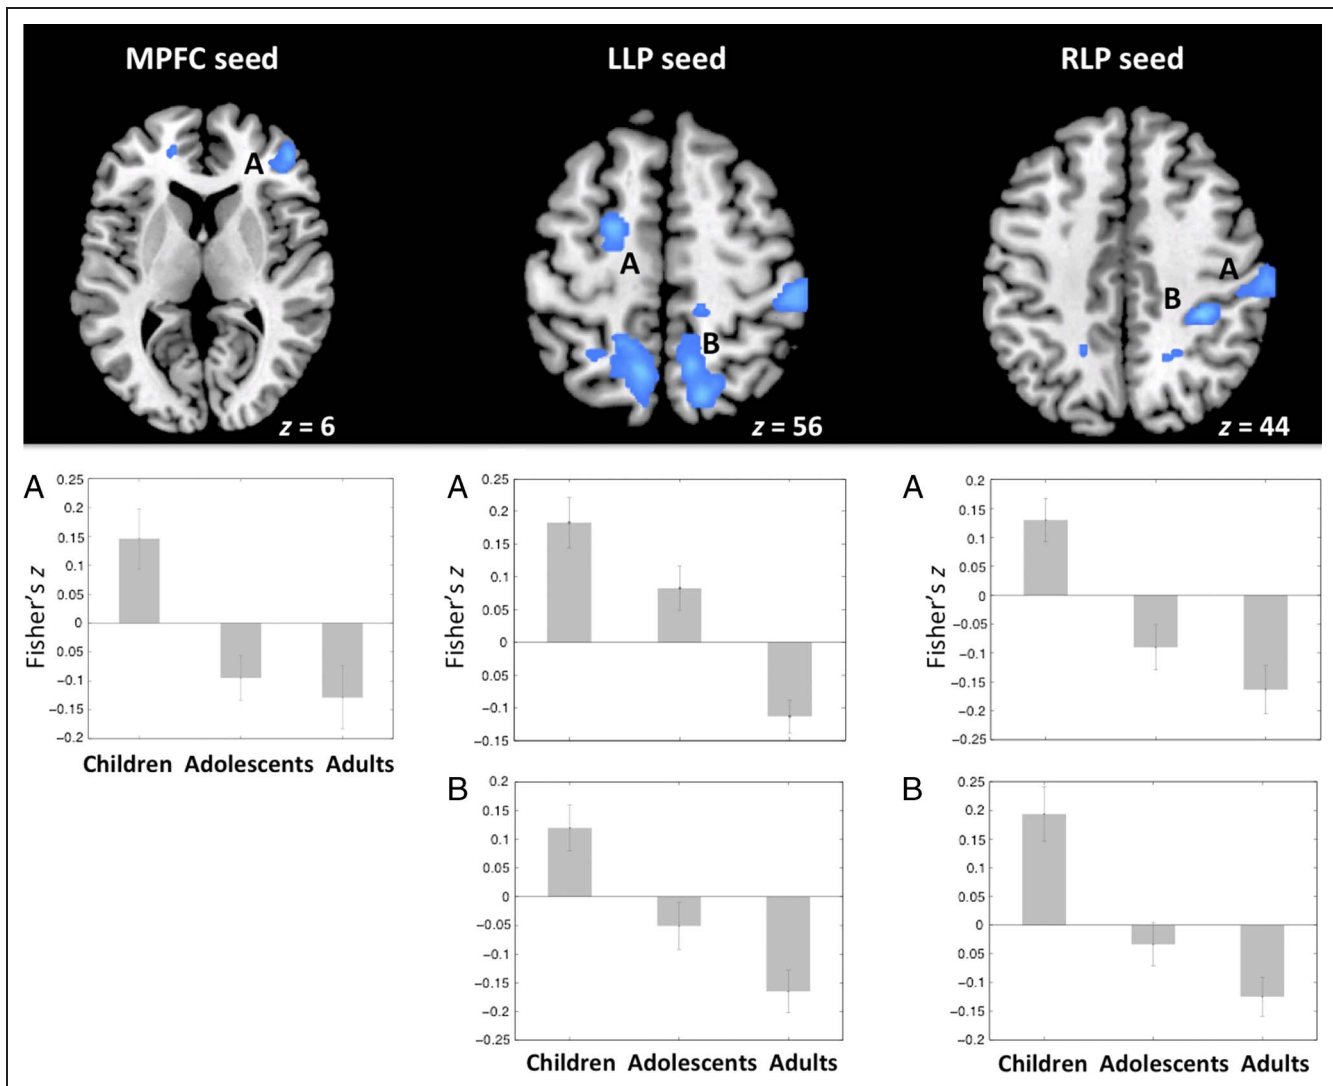 MPFC seed
LLP seed
RLP seed
A
A
B
A
B
z = 6
z = 56
z = 44
A
Fisher's z
0.25
0.2
0.15
0.1
0.05
0
0.05
−0.1
−0.15
−0.2
Children Adolescents Adults
A
Fisher's z
0.25
0.2
0.15
0.1
0.05
0
0.05
−0.1
−0.15
A
Fisher's z
0.2
0.15
0.1
0.05
0
−0.05
−0.1
−0.15
−0.2
−0.25
B
0.2
0.15
0.1
0.05
0
−0.05
−0.1
−0.15
−0.2
−0.25
Children Adolescents Adults
B
0.25
0.2
0.15
0.1
0.05
0
0.05
−0.1
−0.15
−0.2
Children Adolescents Adults